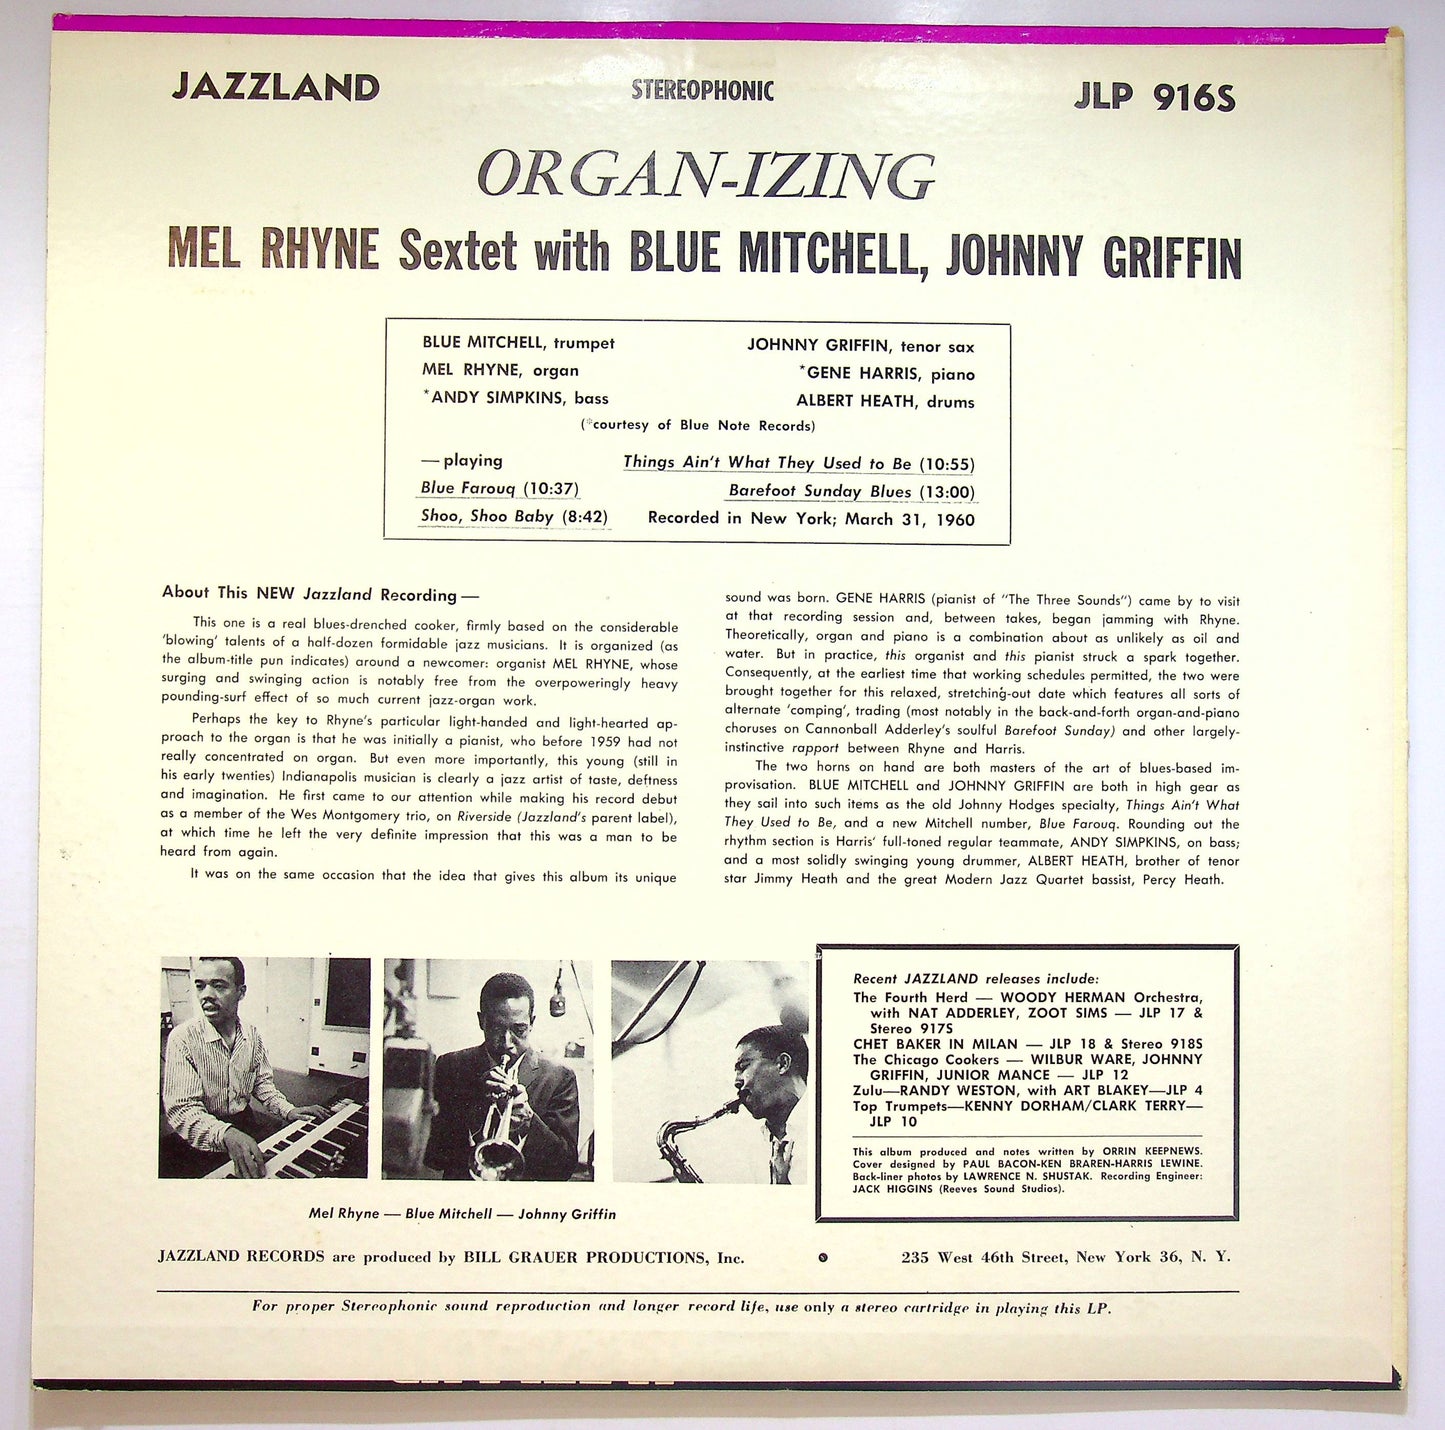 JAZZLAND STEREOPHONIC JLP 916S
ORGAN-IZING
MEL RHYNE Sextet with BLUE MITCHELL, JOHNNY GRIFFIN
BLUE MITCHELL, trumpet JOHNNY GRIFFIN, tenor sax
MEL RHYNE, organ *GENE HARRIS, piano
*ANDY SIMPKINS, bass ALBERT HEATH, drums
(*courtesy of Blue Note Records)
—playing Things Ain't What They Used to Be (10:55)
Blue Farouq (10:37) Barefoot Sunday Blues (13:00)
Shoo, Shoo Baby (8:42) Recorded in New York; March 31, 1960
About This NEW Jazzland Recording—
This one is a real blues-drenched cooker, firmly based on the considerable
'blowing' talents of a half-dozen formidable jazz musicians. It is organized (as
the album-title pun indicates) around a newcomer: organist MEL RHYNE, whose
surging and swinging action is notably free from the overpoweringly heavy
pounding-surf effect of so much current jazz-organ work.
Perhaps the key to Rhyne's particular light-handed and light-hearted ap-
proach to the organ is that he was initially a pianist, who before 1959 had not
really concentrated on organ. But even more importantly, this young (still in
his early twenties) Indianapolis musician is clearly a jazz artist of taste, deftness
and imagination. He first came to our attention while making his record debut
as a member of the Wes Montgomery trio, on Riverside (Jazzland's parent label),
at which time he left the very definite impression that this was a man to be
heard from again.
It was on the same occasion that the idea that gives this album its unique
sound was born. GENE HARRIS (pianist of "The Three Sounds") came by to visit
at that recording session and, between takes, began jamming with Rhyne.
Theoretically, organ and piano is a combination about as unlikely as oil and
water. But in practice, this organist and this pianist struck a spark together.
Consequently, at the earliest time that working schedules permitted, the two were
brought together for this relaxed, stretching-out date which features all sorts of
alternate 'comping', trading (most notably in the back-and-forth organ-and-piano
choruses on Cannonball Adderley's soulful Barefoot Sunday) and other largely-
instinctive rapport between Rhyne and Harris.
The two horns on hand are both masters of the art of blues-based im-
provisation. BLUE MITCHELL and JOHNNY GRIFFIN are both in high gear as
they sail into such items as the old Johnny Hodges specialty, Things Ain't What
They Used to Be, and a new Mitchell number, Blue Farouq. Rounding out the
rhythm section is Harris' full-toned regular teammate, ANDY SIMPKINS, on bass;
and a most solidly swinging young drummer, ALBERT HEATH, brother of tenor
star Jimmy Heath and the great Modern Jazz Quartet bassist, Percy Heath.
Mel Rhyne — Blue Mitchell — Johnny Griffin
Recent JAZZLAND releases include:
The Fourth Herd — WOODY HERMAN Orchestra,
with NAT ADDERLEY, ZOOT SIMS — JLP 17 &
Stereo 917S
CHET BAKER IN MILAN — JLP 18 & Stereo 918S
The Chicago Cookers — WILBUR WARE, JOHNNY
GRIFFIN, JUNIOR MANCE — JLP 12
Zulu—RANDY WESTON, with ART BLAKEY—JLP 4
Top Trumpets—KENNY DORHAM/CLARK TERRY—
JLP 10
This album produced and notes written by ORRIN KEEPNEWS.
Cover designed by PAUL BACON-KEN BRAREN-HARRIS LEWINE.
Back-liner photos by LAWRENCE N. SHUSTAK. Recording Engineer:
JACK HIGGINS (Reeves Sound Studios).
JAZZLAND RECORDS are produced by BILL GRAUER PRODUCTIONS, Inc. • 235 West 46th Street, New York 36, N. Y.
For proper Stereophonic sound reproduction and longer record life, use only a stereo cartridge in playing this LP.